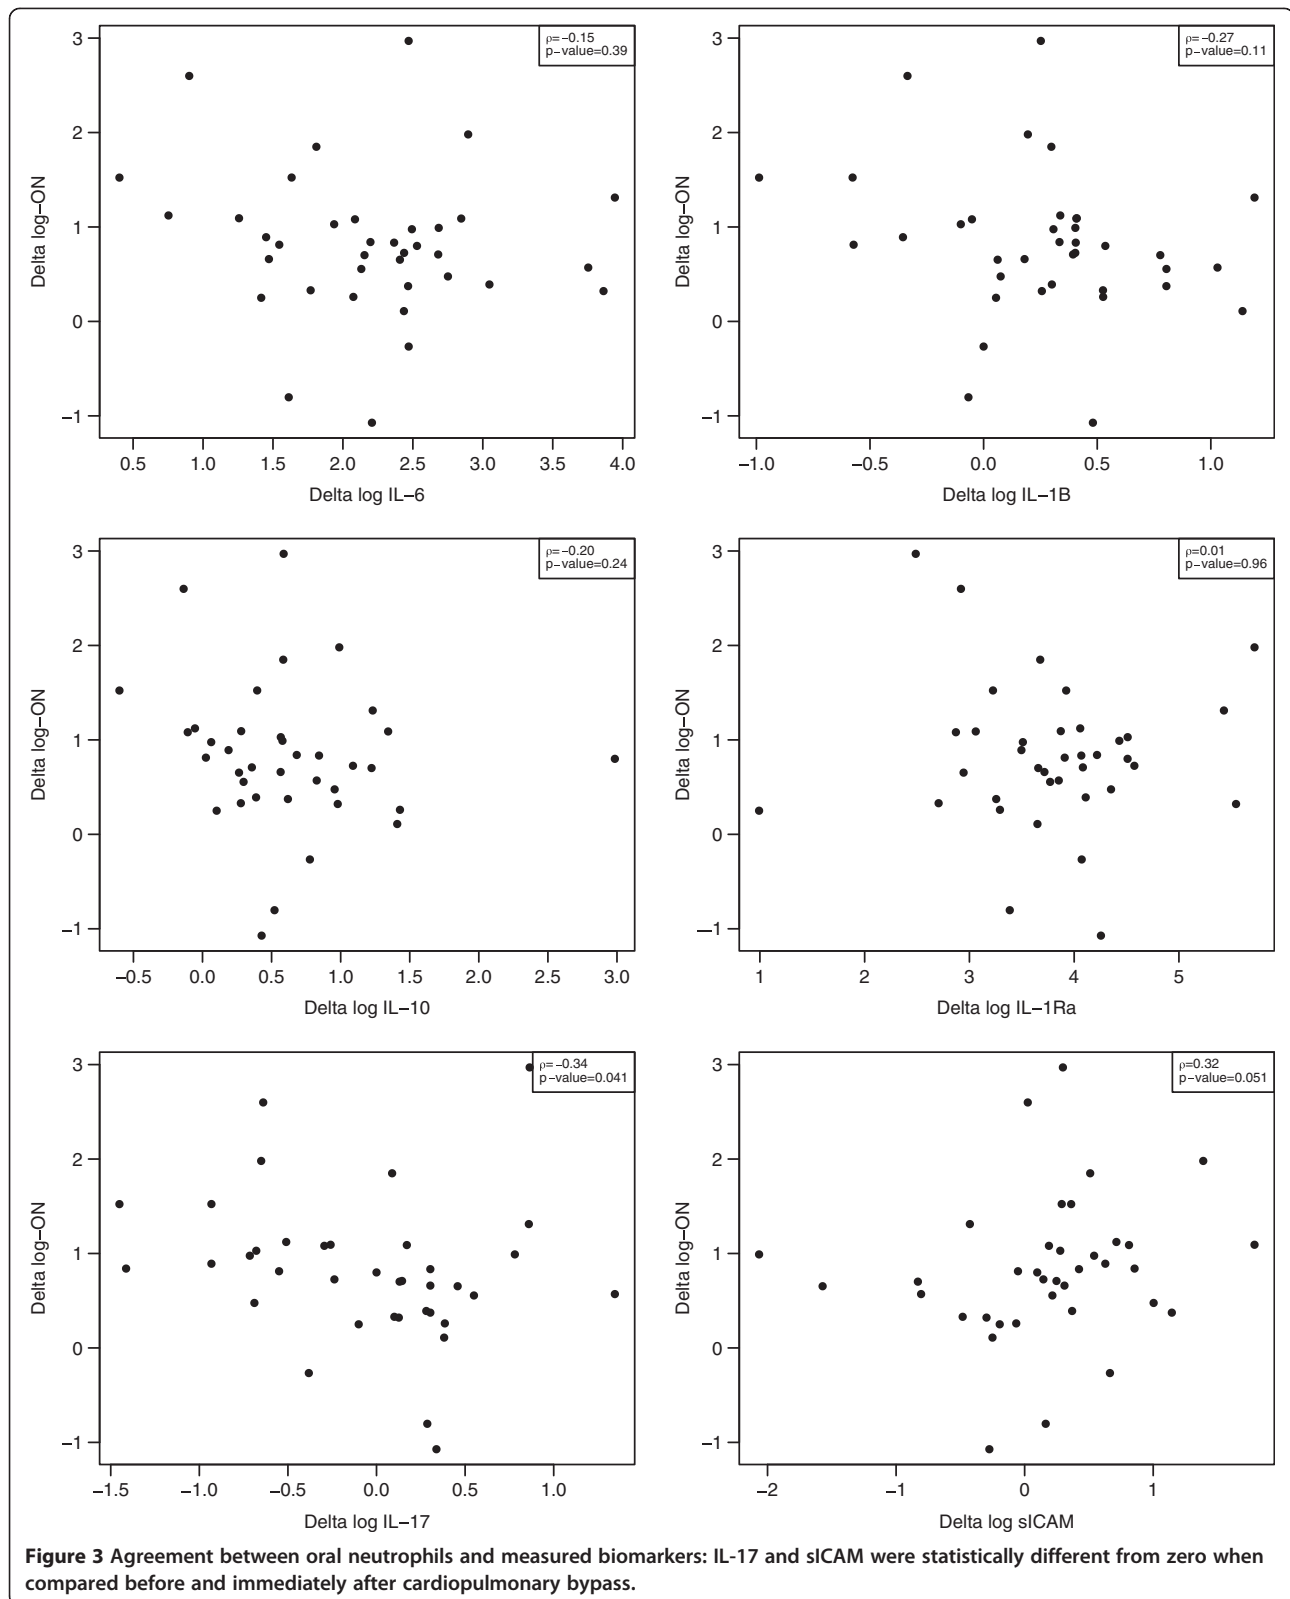 ρ=−0.15
p−value=0.39
3
2
1
0
−1
Delta log−ON
0.5 1.0 1.5 2.0 2.5 3.0 3.5 4.0
Delta log IL−6
ρ=−0.27
p−value=0.11
3
2
1
0
−1
Delta log−ON
−1.0 −0.5 0.0 0.5 1.0
Delta log IL−1B
ρ=−0.20
p−value=0.24
3
2
1
0
−1
Delta log−ON
−0.5 0.0 0.5 1.0 1.5 2.0 2.5 3.0
Delta log IL−10
ρ=0.01
p−value=0.96
3
2
1
0
−1
Delta log−ON
1 2 3 4 5
Delta log IL−1Ra
ρ=−0.34
p−value=0.041
3
2
1
0
−1
Delta log−ON
−1.5 −1.0 −0.5 0.0 0.5 1.0
Delta log IL−17
ρ=0.32
p−value=0.051
3
2
1
0
−1
Delta log−ON
−2 −1 0 1
Delta log sICAM
Figure 3 Agreement between oral neutrophils and measured biomarkers: IL-17 and sICAM were statistically different from zero when
compared before and immediately after cardiopulmonary bypass.